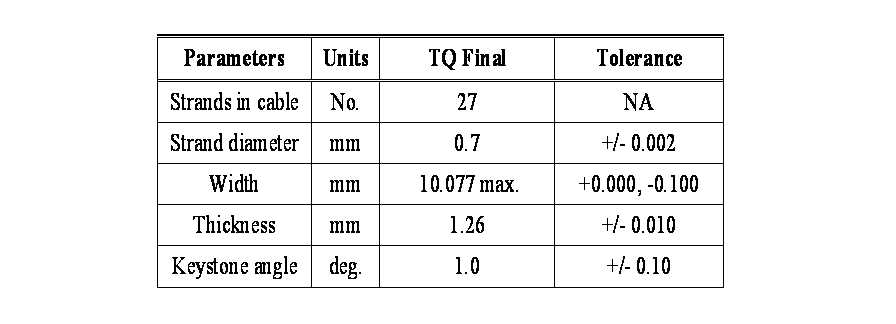 Parameters Units TQ Final Tolerance
Strands in cable No. 27 NA
Strand diameter mm 0.7 +/- 0.002
Width mm 10.077 max. +0.000, -0.100
Thickness mm 1.26 +/- 0.010
Keystone angle deg. 1.0 +/- 0.10